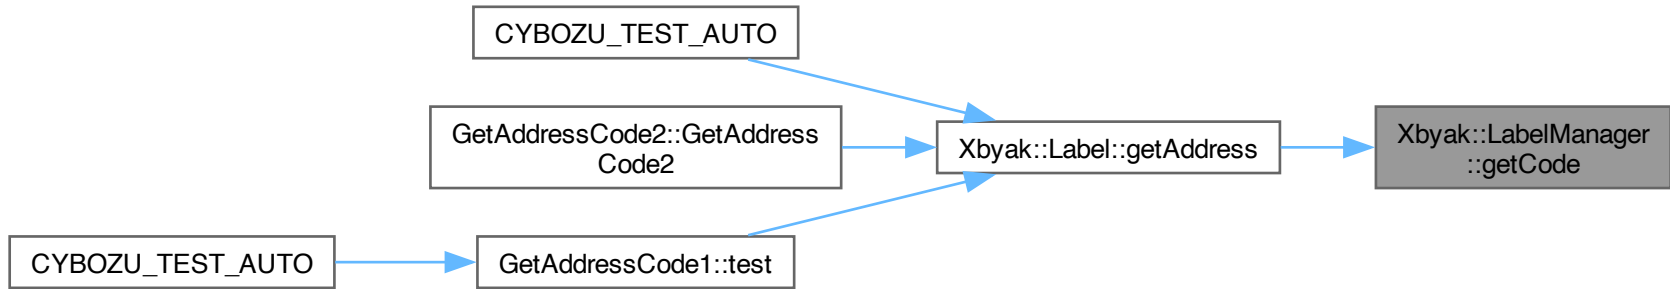 CYBOZU_TEST_AUTO
GetAddressCode2::GetAddress
Code2
Xbyak::Label::getAddress
Xbyak::LabelManager
::getCode
CYBOZU_TEST_AUTO
GetAddressCode1::test